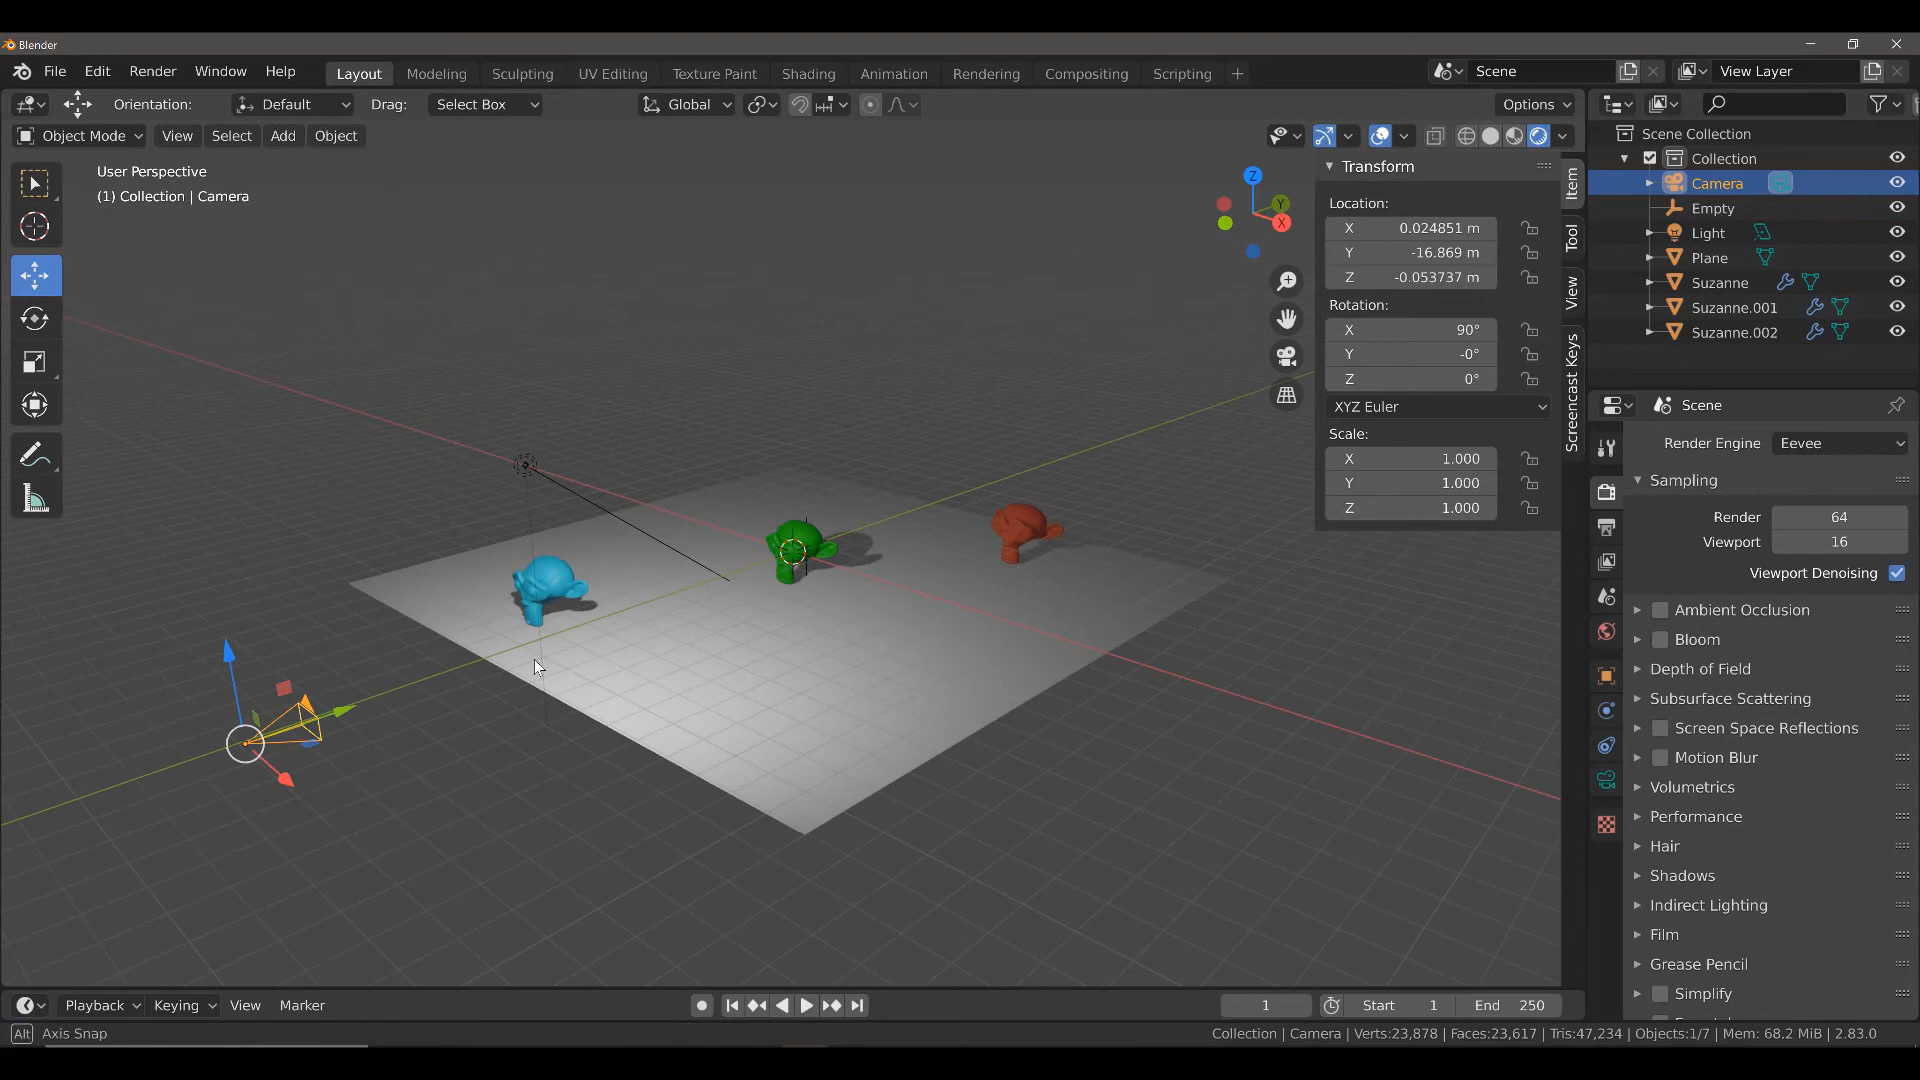 Blender
File Edit Render Window Help Layout Modeling Sculpting UV Editing Texture Paint Shading Animation Rendering Compositing Scripting + Scene View Layer
Orientation: Default Drag: Select Box Global Options
Object Mode View Select Add Object
User Perspective
(1) Collection | Camera
Z
Y
X
Transform
Location:
X 0.024851 m
Y -16.869 m
Z -0.053737 m
Rotation:
X 90°
Y -0°
Z 0°
XYZ Euler
Scale:
X 1.000
Y 1.000
Z 1.000
Item
Tool
View
Screencast Keys
Scene Collection
Collection
Camera
Empty
Light
Plane
Suzanne
Suzanne.001
Suzanne.002
Scene
Render Engine Eevee
Sampling
Render 64
Viewport 16
Viewport Denoising
Ambient Occlusion
Bloom
Depth of Field
Subsurface Scattering
Screen Space Reflections
Motion Blur
Volumetrics
Performance
Hair
Shadows
Indirect Lighting
Film
Grease Pencil
Simplify
Playback Keying View Marker 1 Start 1 End 250
Alt Axis Snap Collection | Camera | Verts:23,878 | Faces:23,617 | Tris:47,234 | Objects:1/7 | Mem: 68.2 MiB | 2.83.0